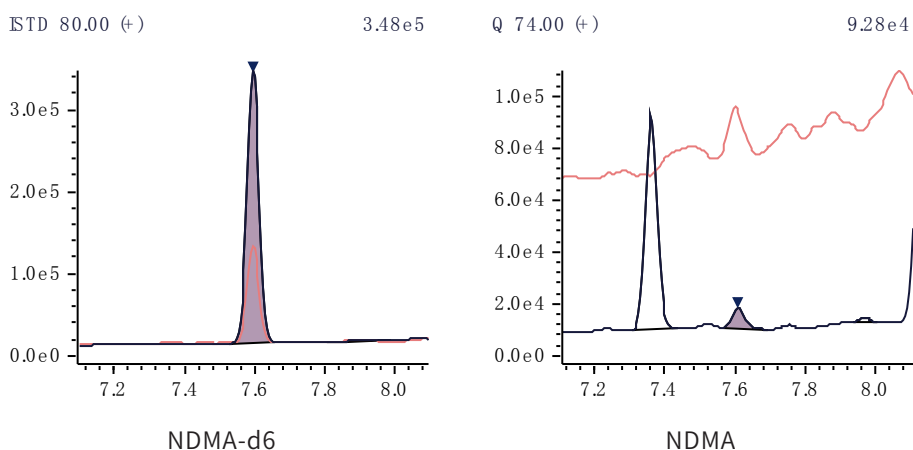 ISTD 80.00 (+) 3.48e5
3.0e5
2.0e5
1.0e5
0.0e0
7.2 7.4 7.6 7.8 8.0
NDMA-d6
Q 74.00 (+) 9.28e4
1.0e5
8.0e4
6.0e4
4.0e4
2.0e4
0.0e0
7.2 7.4 7.6 7.8 8.0
NDMA